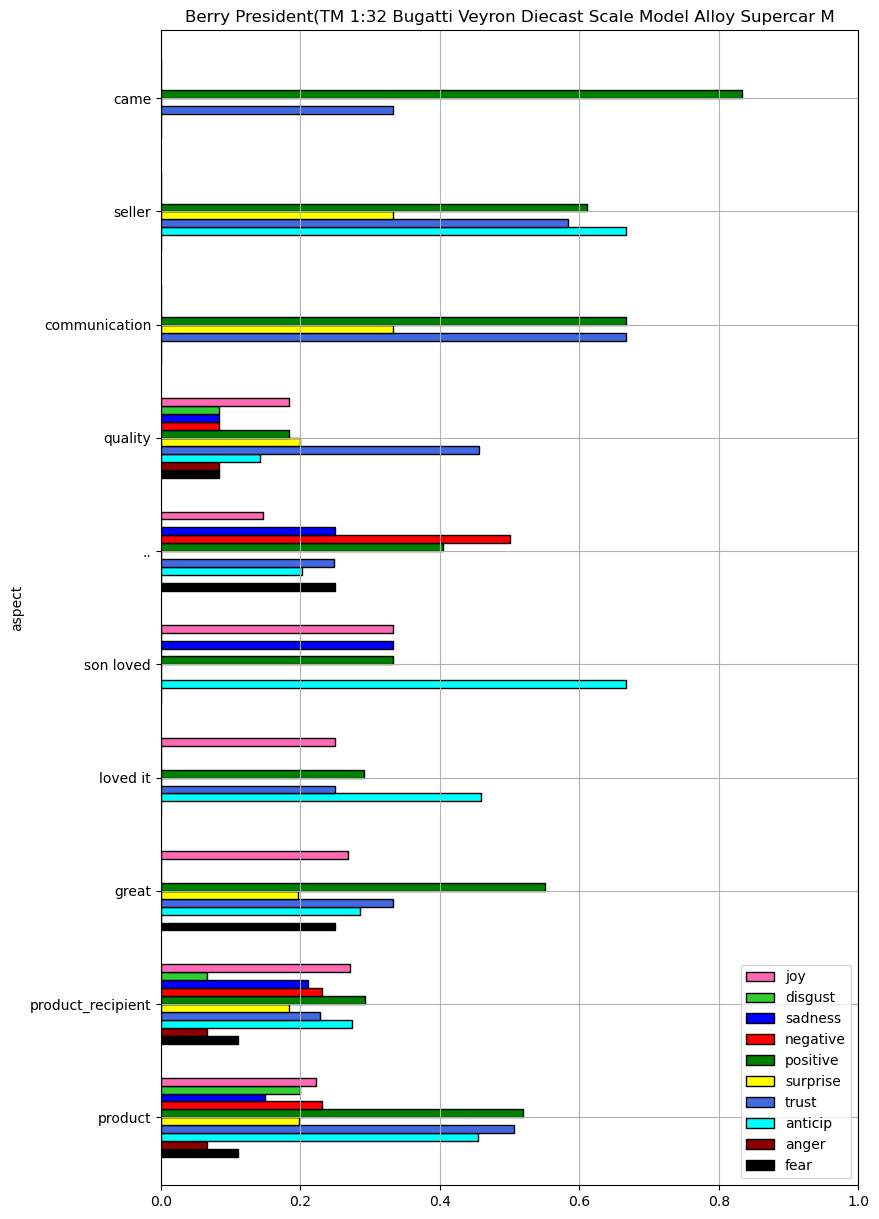 Berry President(TM 1:32 Bugatti Veyron Diecast Scale Model Alloy Supercar M
came
seller
communication
quality
..
son loved
loved it
great
product_recipient
product
aspect
joy
disgust
sadness
negative
positive
surprise
trust
anticip
anger
fear
0.0 0.2 0.4 0.6 0.8 1.0